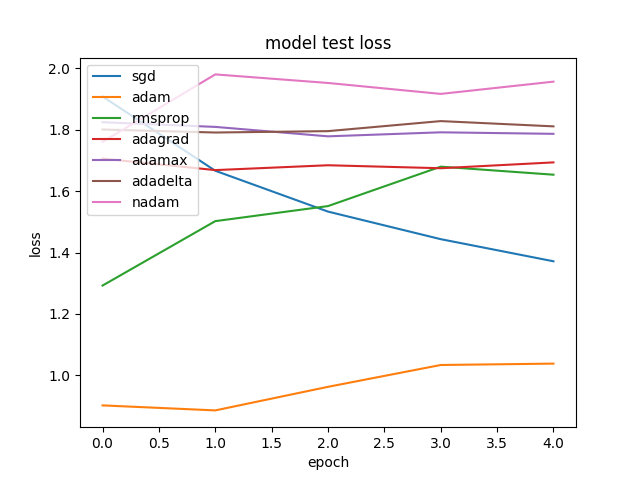 model test loss
2.0
1.8
1.6
1.4
1.2
1.0
loss
sgd
adam
rmsprop
adagrad
adamax
adadelta
nadam
0.0 0.5 1.0 1.5 2.0 2.5 3.0 3.5 4.0
epoch